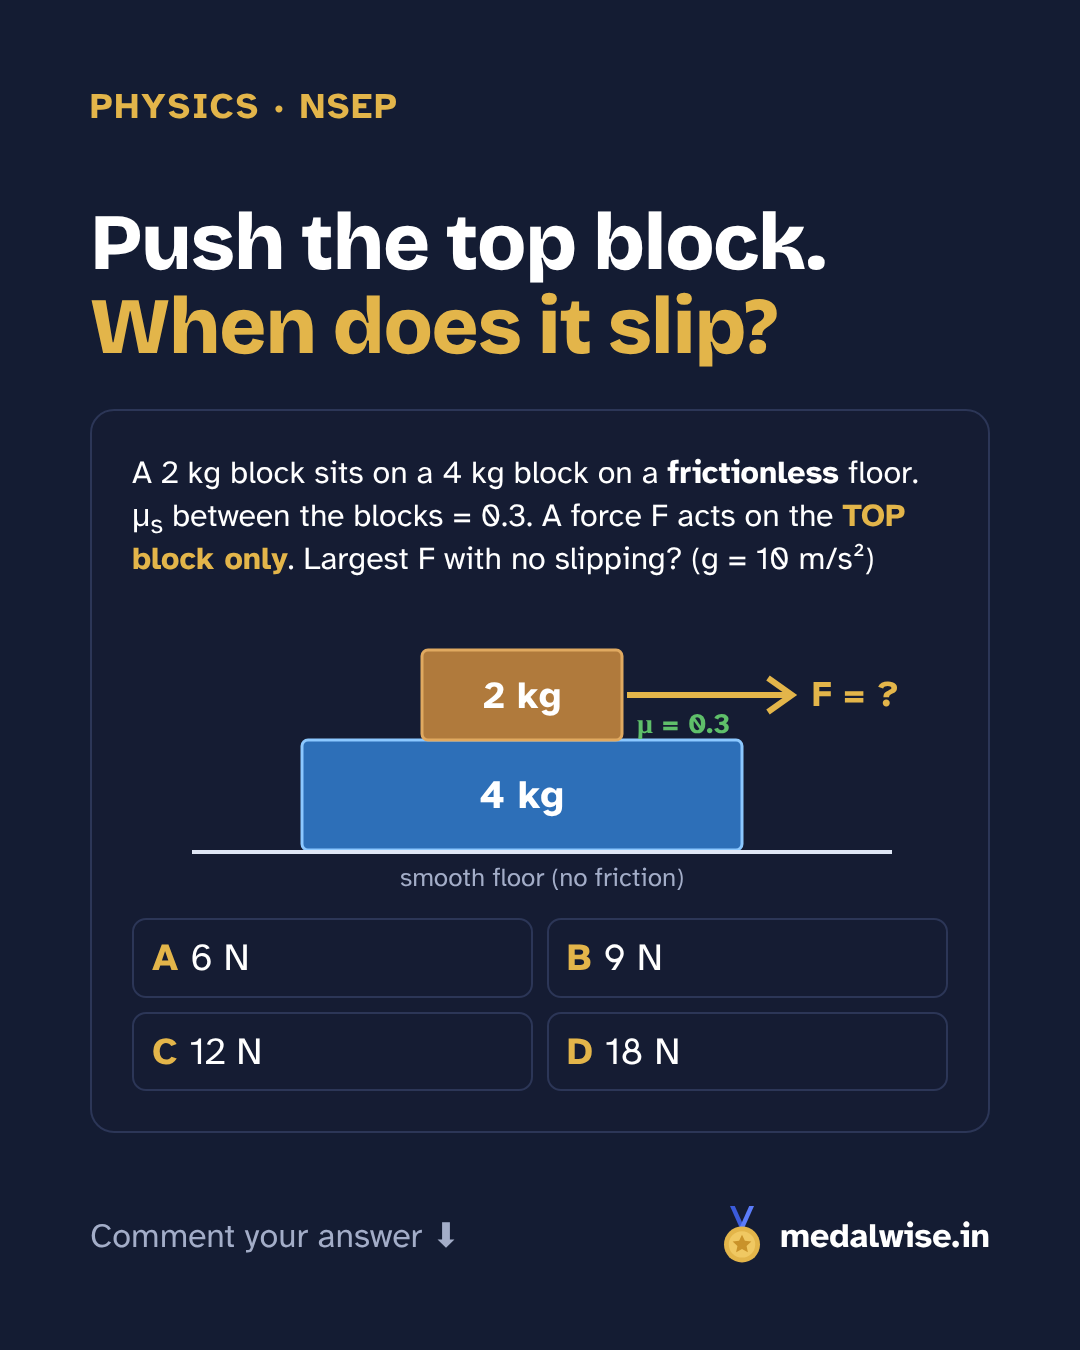 PHYSICS · NSEP
Push the top block.
When does it slip?
A 2 kg block sits on a 4 kg block on a frictionless floor.
μₛ between the blocks = 0.3. A force F acts on the TOP
block only. Largest F with no slipping? (g = 10 m/s²)
2 kg
F = ?
μ = 0.3
4 kg
smooth floor (no friction)
A 6 N
B 9 N
C 12 N
D 18 N
Comment your answer ⬇
medalwise.in